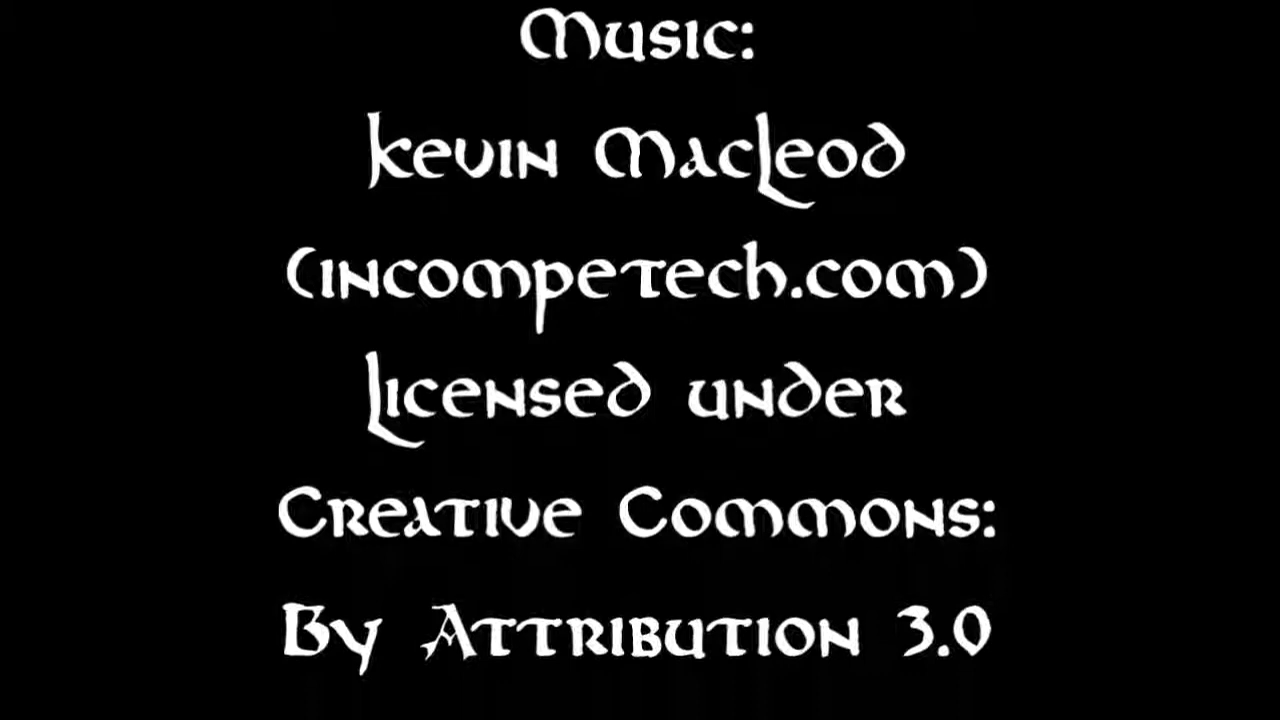 Music:
Kevin MacLeod
(incompetech.com)
Licensed under
Creative Commons:
By Attribution 3.0